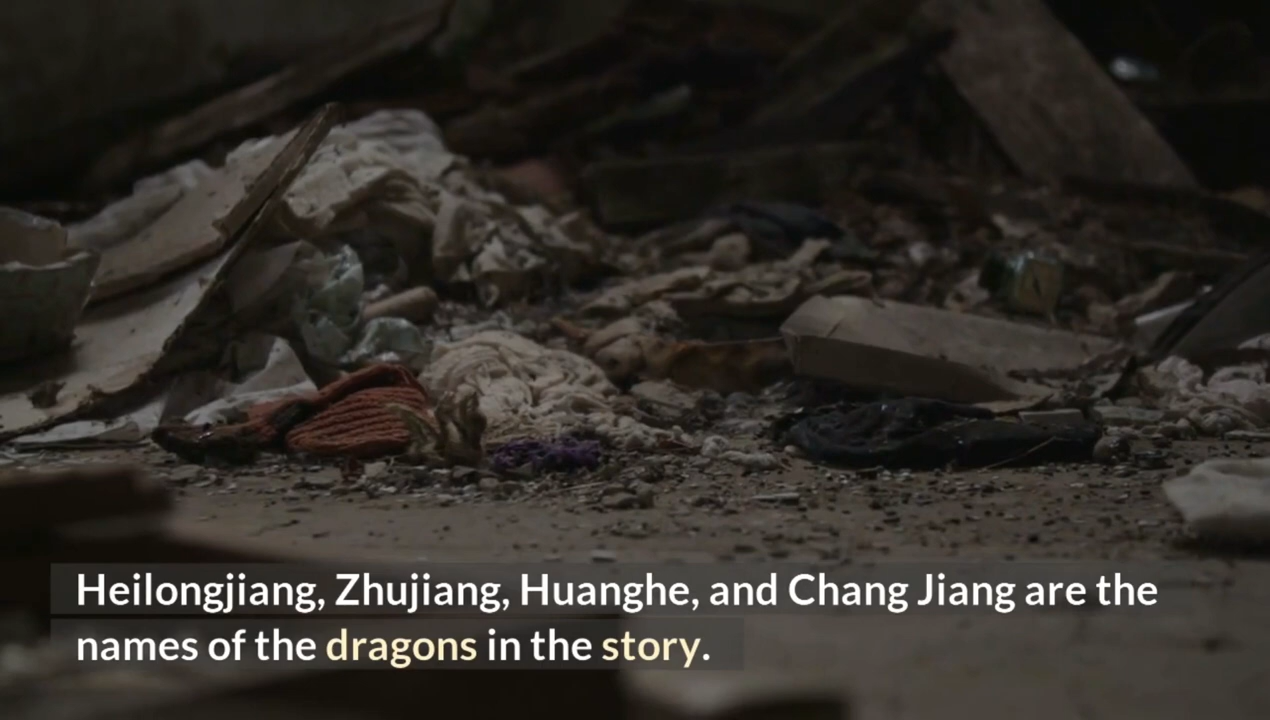 Heilongjiang, Zhujiang, Huanghe, and Chang Jiang are the
names of the dragons in the story.